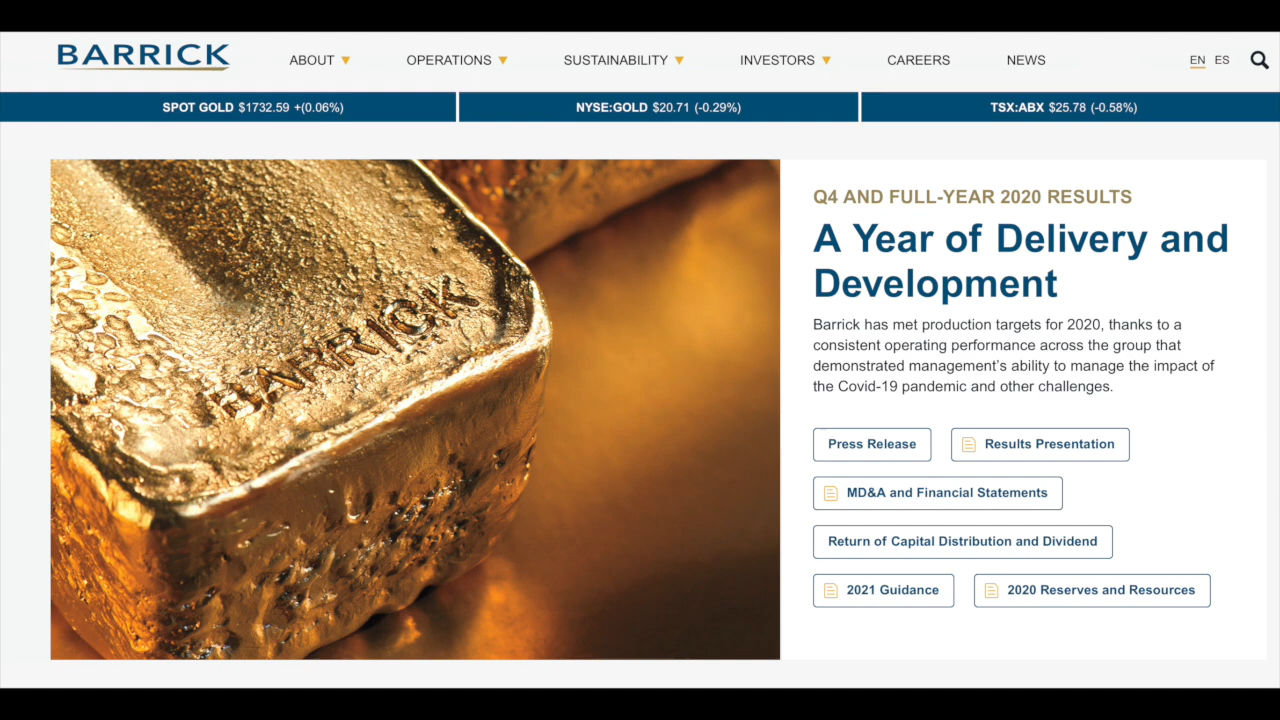 BARRICK
ABOUT
OPERATIONS
SUSTAINABILITY
INVESTORS
CAREERS
NEWS
EN ES
SPOT GOLD $1732.59 +(0.06%)
NYSE:GOLD $20.71 (-0.29%)
TSX:ABX $25.78 (-0.58%)
BARRICK
Q4 AND FULL-YEAR 2020 RESULTS
A Year of Delivery and
Development
Barrick has met production targets for 2020, thanks to a
consistent operating performance across the group that
demonstrated management’s ability to manage the impact of
the Covid-19 pandemic and other challenges.
Press Release
Results Presentation
MD&A and Financial Statements
Return of Capital Distribution and Dividend
2021 Guidance
2020 Reserves and Resources